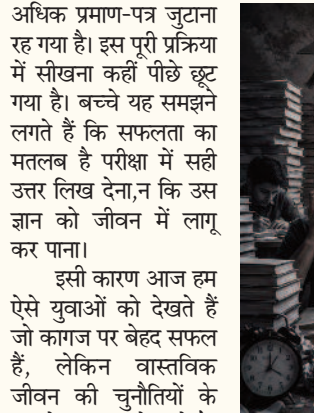 अधिक प्रमाण-पत्र जुटाना
रह गया है। इस पूरी प्रक्रिया
में सीखना कहीं पीछे छूट
गया है। बच्चे यह समझने
लगते हैं कि सफलता का
मतलब है परीक्षा में सही
उत्तर लिख देना,न कि उस
ज्ञान को जीवन में लागू
कर पाना।
इसी कारण आज हम
ऐसे युवाओं को देखते हैं
जो कागज पर बेहद सफल
हैं, लेकिन वास्तविक
जीवन की चुनौतियों के